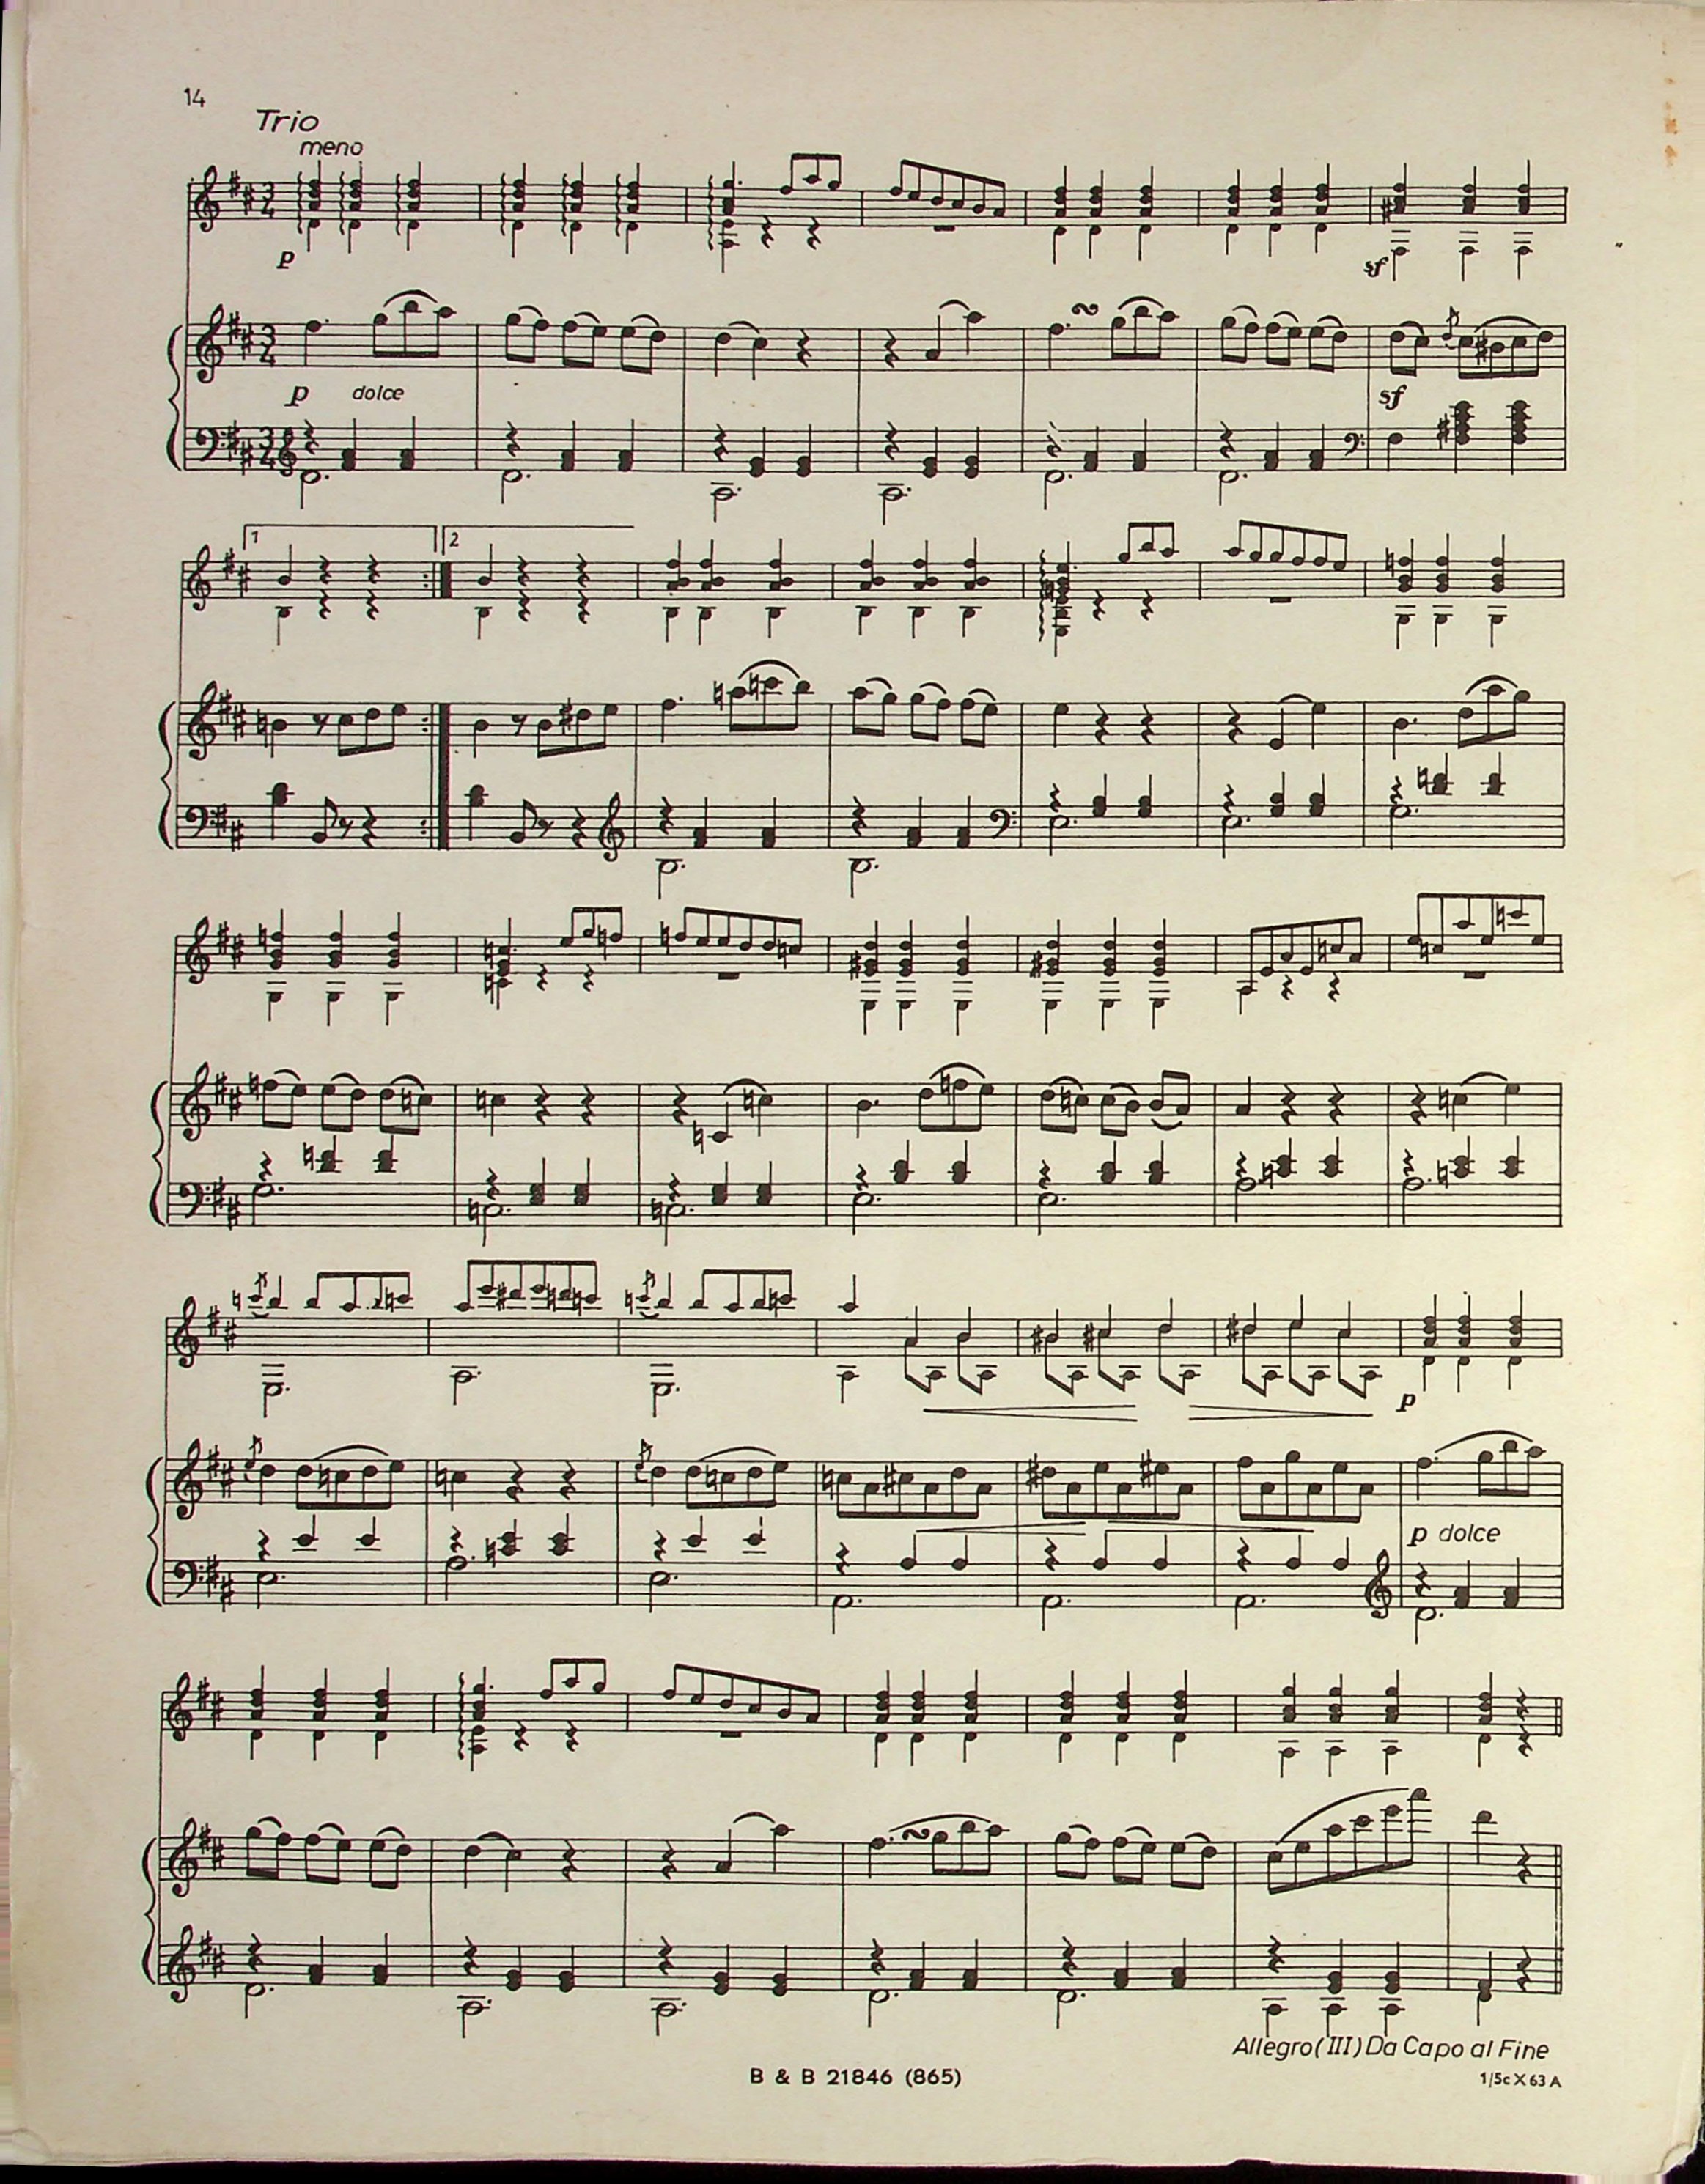 14
Trio
meno
p
sf
p dolce
sf
1 2
p
p dolce
Allegro (III) Da Capo al Fine
B & B 21846 (865)
1/5c X 63 A